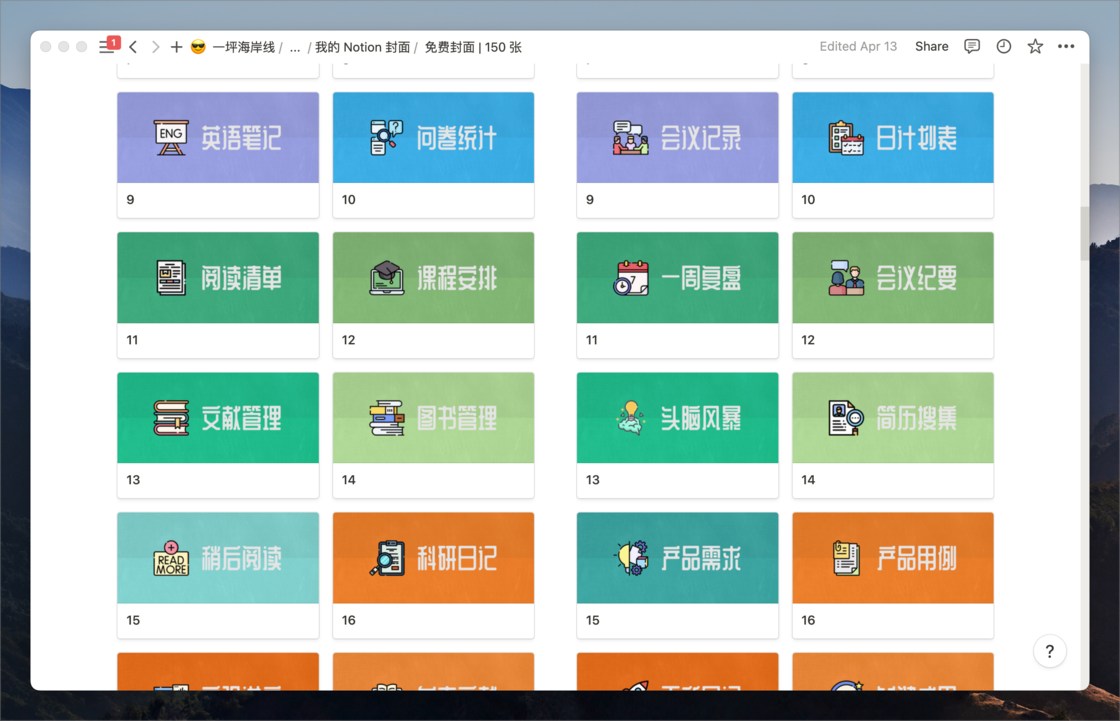 1
一坪海岸线 / ... / 我的 Notion 封面 / 免费封面 | 150 张
Edited Apr 13 Share
ENG 英语笔记
问卷统计
会议记录
日计划表
9
10
9
10
阅读清单
课程安排
7 一周复盘
会议纪要
11
12
11
12
文献管理
图书管理
头脑风暴
简历搜集
13
14
13
14
READ MORE 稍后阅读
科研日记
产品需求
产品用例
15
16
15
16
?